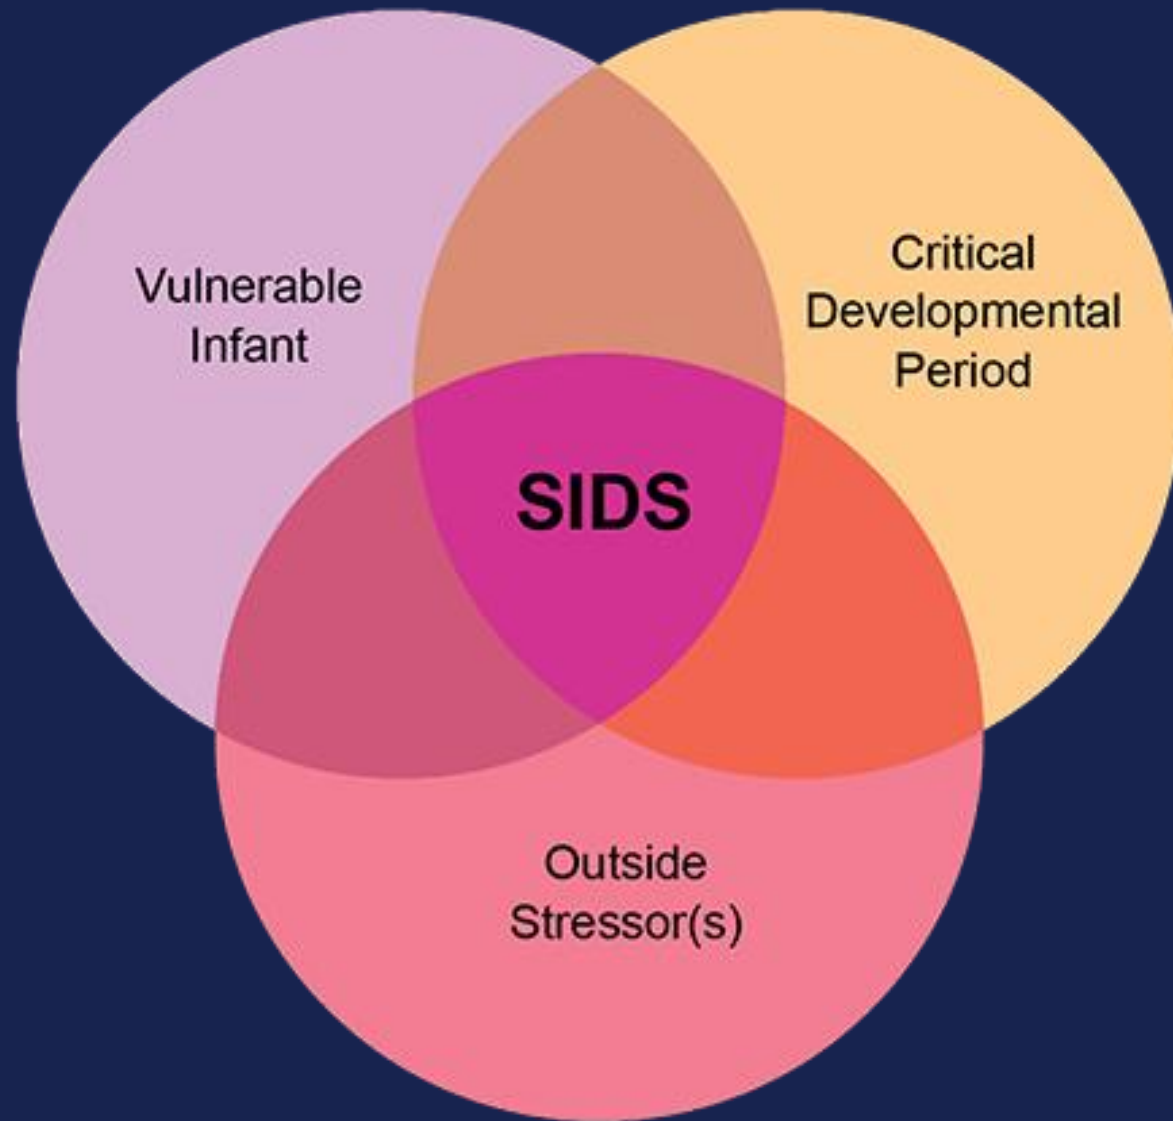 Vulnerable
Infant
Critical
Developmental
Period
SIDS
Outside
Stressor(s)